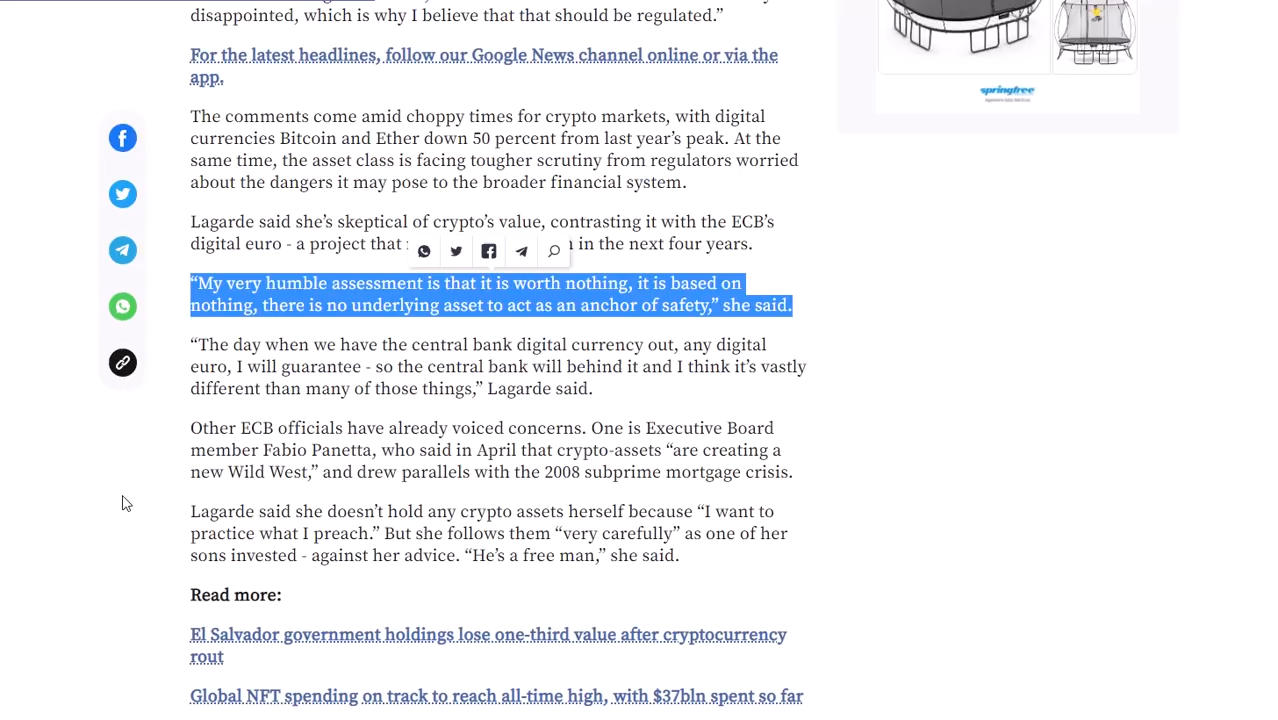 disappointed, which is why I believe that that should be regulated.”
For the latest headlines, follow our Google News channel online or via the
app.
The comments come amid choppy times for crypto markets, with digital
currencies Bitcoin and Ether down 50 percent from last year’s peak. At the
same time, the asset class is facing tougher scrutiny from regulators worried
about the dangers it may pose to the broader financial system.
Lagarde said she’s skeptical of crypto’s value, contrasting it with the ECB’s
digital euro - a project that in the next four years.
“My very humble assessment is that it is worth nothing, it is based on
nothing, there is no underlying asset to act as an anchor of safety,” she said.
“The day when we have the central bank digital currency out, any digital
euro, I will guarantee - so the central bank will behind it and I think it’s vastly
different than many of those things,” Lagarde said.
Other ECB officials have already voiced concerns. One is Executive Board
member Fabio Panetta, who said in April that crypto-assets “are creating a
new Wild West,” and drew parallels with the 2008 subprime mortgage crisis.
Lagarde said she doesn’t hold any crypto assets herself because “I want to
practice what I preach.” But she follows them “very carefully” as one of her
sons invested - against her advice. “He’s a free man,” she said.
Read more:
El Salvador government holdings lose one-third value after cryptocurrency
rout
Global NFT spending on track to reach all-time high, with $37bln spent so far
springfree